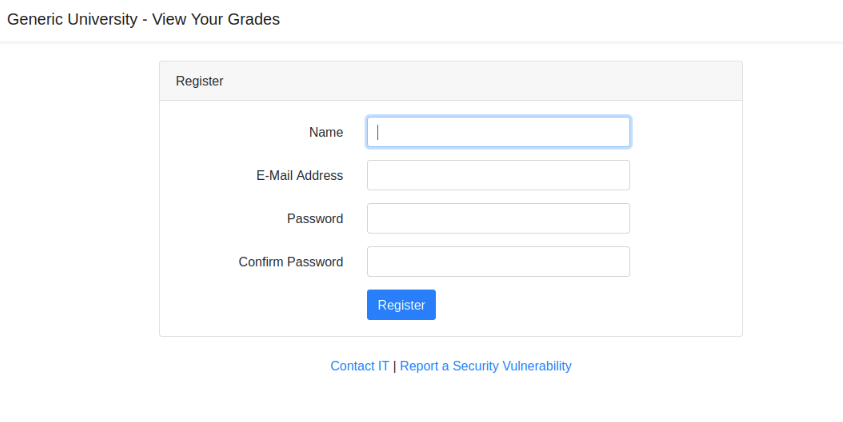 Generic University - View Your Grades
Register
Name
E-Mail Address
Password
Confirm Password
Register
Contact IT | Report a Security Vulnerability